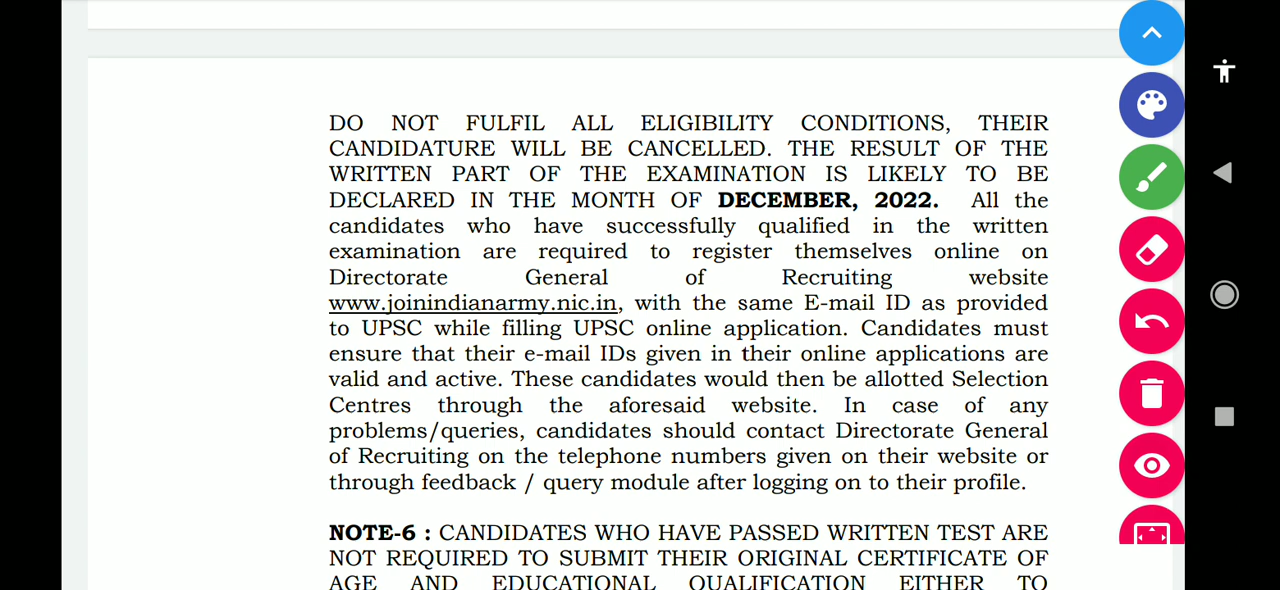 DO NOT FULFIL ALL ELIGIBILITY CONDITIONS, THEIR
CANDIDATURE WILL BE CANCELLED. THE RESULT OF THE
WRITTEN PART OF THE EXAMINATION IS LIKELY TO BE
DECLARED IN THE MONTH OF DECEMBER, 2022. All the
candidates who have successfully qualified in the written
examination are required to register themselves online on
Directorate General of Recruiting website
www.joinindianarmy.nic.in, with the same E-mail ID as provided
to UPSC while filling UPSC online application. Candidates must
ensure that their e-mail IDs given in their online applications are
valid and active. These candidates would then be allotted Selection
Centres through the aforesaid website. In case of any
problems/queries, candidates should contact Directorate General
of Recruiting on the telephone numbers given on their website or
through feedback / query module after logging on to their profile.
NOTE-6 : CANDIDATES WHO HAVE PASSED WRITTEN TEST ARE
NOT REQUIRED TO SUBMIT THEIR ORIGINAL CERTIFICATE OF
AGE AND EDUCATIONAL QUALIFICATION EITHER TO